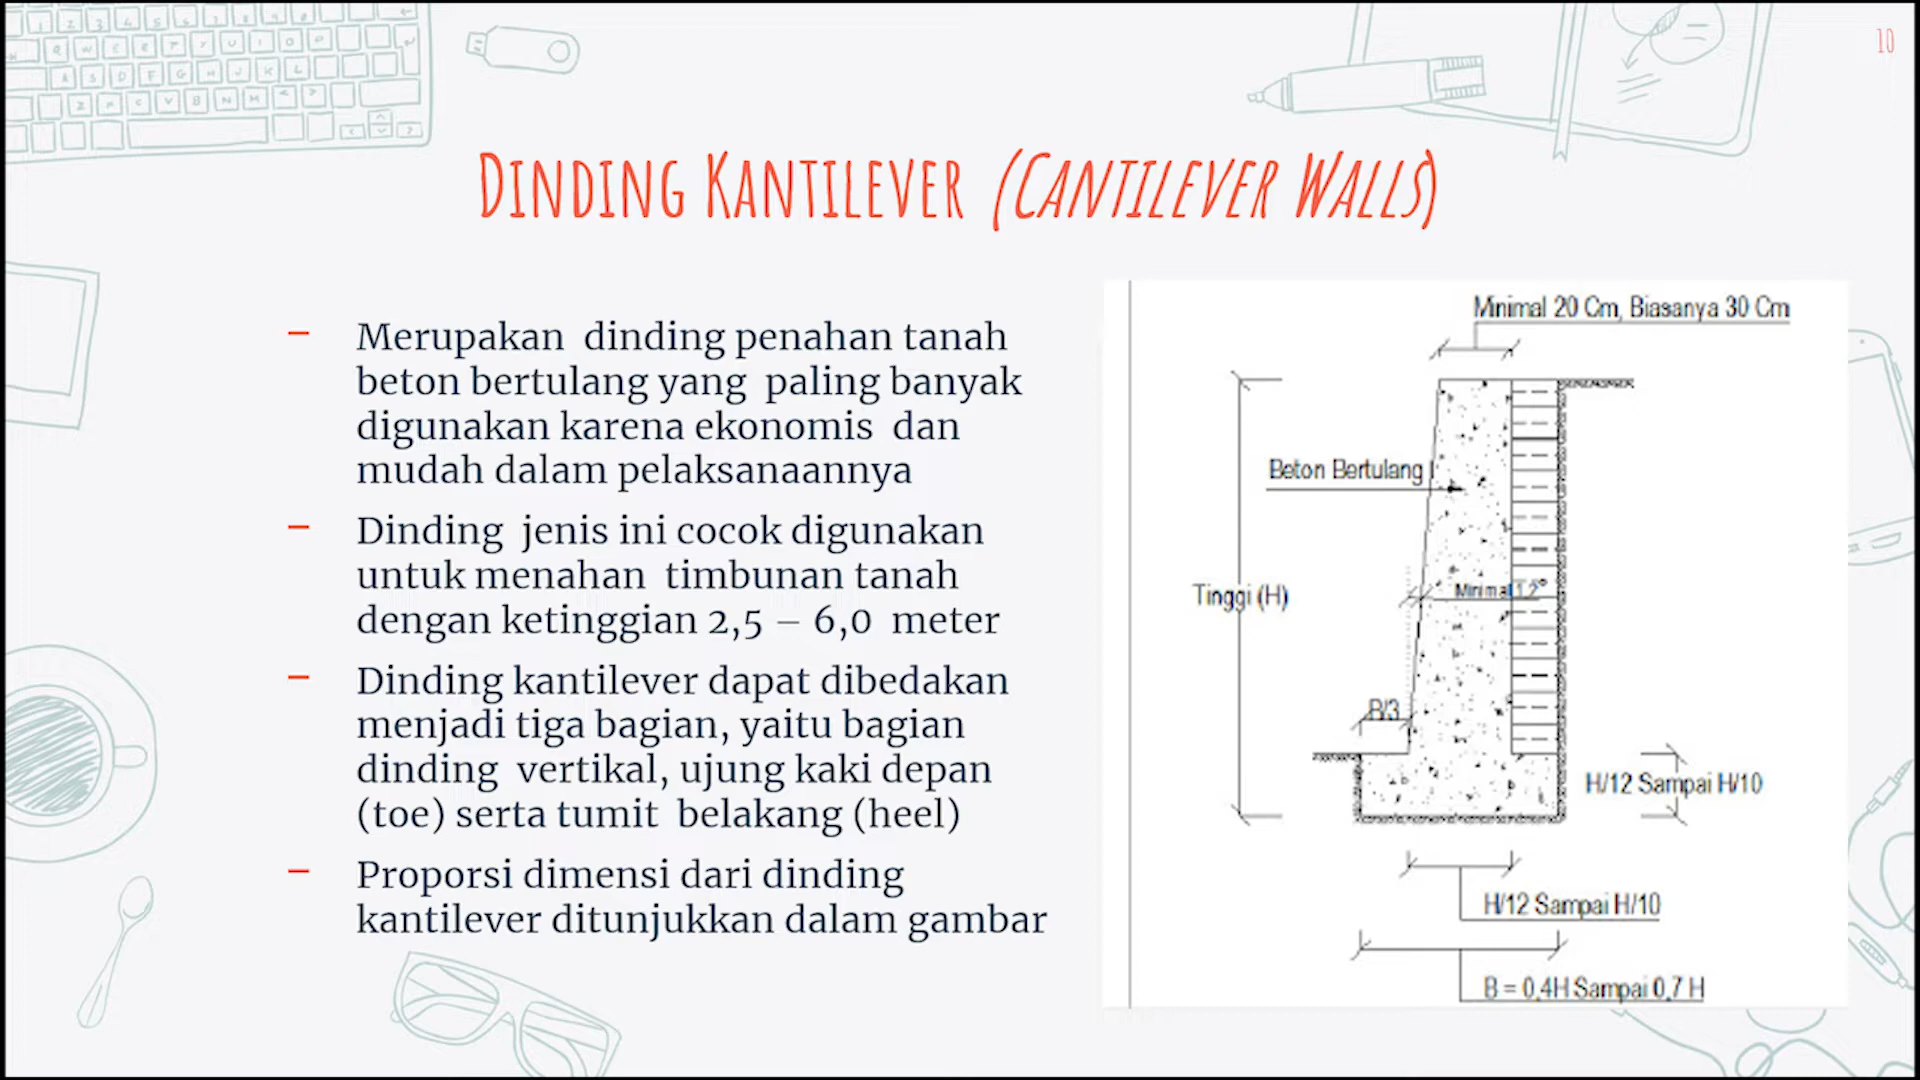 10
DINDING KANTILEVER (CANTILEVER WALLS)
– Merupakan dinding penahan tanah
beton bertulang yang paling banyak
digunakan karena ekonomis dan
mudah dalam pelaksanaannya
– Dinding jenis ini cocok digunakan
untuk menahan timbunan tanah
dengan ketinggian 2,5 – 6,0 meter
– Dinding kantilever dapat dibedakan
menjadi tiga bagian, yaitu bagian
dinding vertikal, ujung kaki depan
(toe) serta tumit belakang (heel)
– Proporsi dimensi dari dinding
kantilever ditunjukkan dalam gambar
Minimal 20 Cm, Biasanya 30 Cm
Beton Bertulang
Tinggi (H)
Minimal
B/3
H/12 Sampai H/10
H/12 Sampai H/10
B = 0,4H Sampai 0,7 H